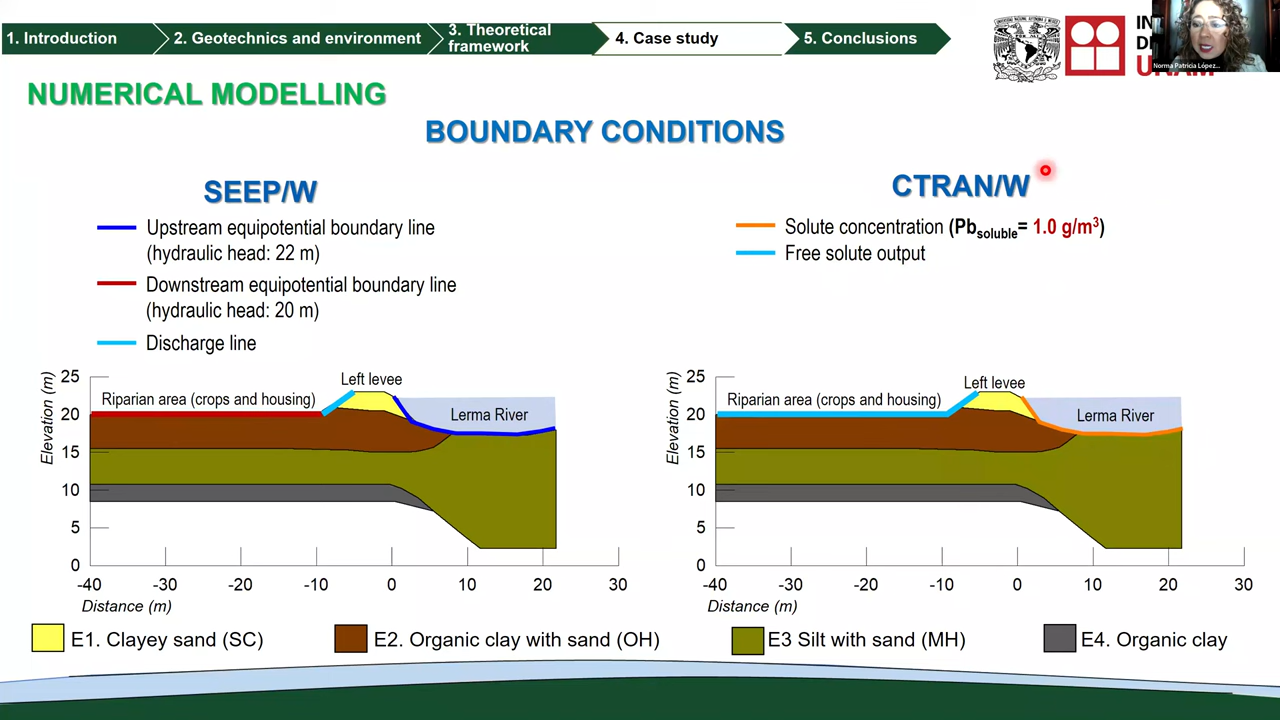 1. Introduction
2. Geotechnics and environment
3. Theoretical
framework
4. Case study
5. Conclusions
Norma Patricia López...
NUMERICAL MODELLING
BOUNDARY CONDITIONS
SEEP/W
Upstream equipotential boundary line
(hydraulic head: 22 m)
Downstream equipotential boundary line
(hydraulic head: 20 m)
Discharge line
CTRAN/W
Solute concentration (Pbsoluble= 1.0 g/m³)
Free solute output
Elevation (m)
25
20
15
10
5
0
Left levee
Riparian area (crops and housing)
Lerma River
-40
-30
-20
-10
0
10
20
30
Distance (m)
Elevation (m)
25
20
15
10
5
0
Left levee
Riparian area (crops and housing)
Lerma River
-40
-30
-20
-10
0
10
20
30
Distance (m)
E1. Clayey sand (SC)
E2. Organic clay with sand (OH)
E3 Silt with sand (MH)
E4. Organic clay